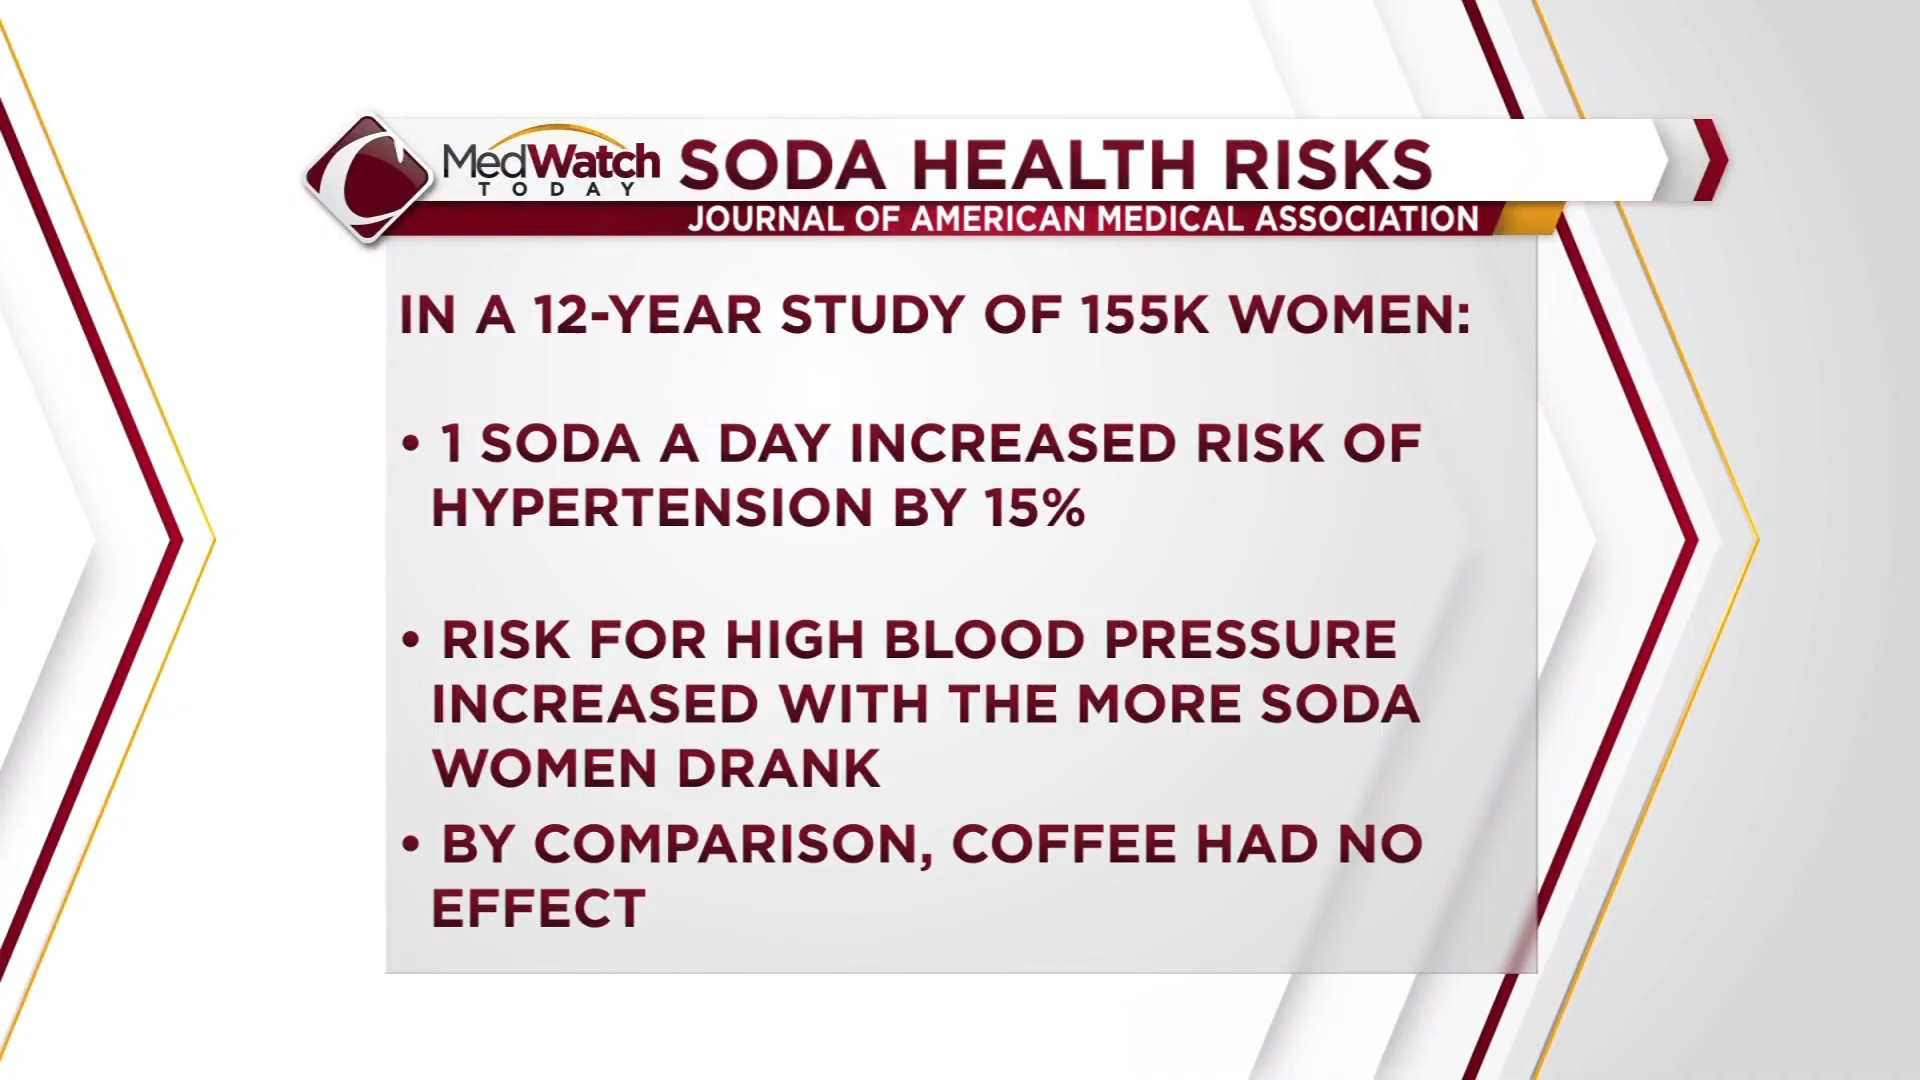 MedWatch
TODAY
SODA HEALTH RISKS
JOURNAL OF AMERICAN MEDICAL ASSOCIATION
IN A 12-YEAR STUDY OF 155K WOMEN:
• 1 SODA A DAY INCREASED RISK OF
HYPERTENSION BY 15%
• RISK FOR HIGH BLOOD PRESSURE
INCREASED WITH THE MORE SODA
WOMEN DRANK
• BY COMPARISON, COFFEE HAD NO
EFFECT